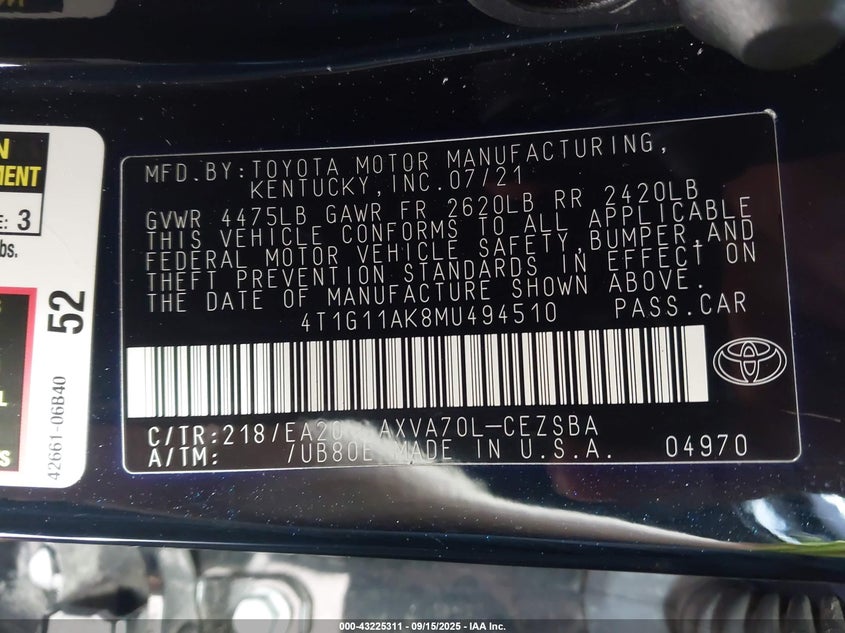 N
MENT
E: 3
bs.
52
42661-06B40
L
S
MFD.BY:TOYOTA MOTOR MANUFACTURING,
KENTUCKY,INC.07/21
GVWR 4475LB GAWR FR 2620LB RR 2420LB
THIS VEHICLE CONFORMS TO ALL APPLICABLE
FEDERAL MOTOR VEHICLE SAFETY,BUMPER,AND
THEFT PREVENTION STANDARDS IN EFFECT ON
THE DATE OF MANUFACTURE SHOWN ABOVE.
4T1G11AK8MU494510 PASS.CAR
C/TR:218/EA20 AXVA70L-CEZSBA
A/TM: /UB80E MADE IN U.S.A. 04970
000-43225311 - 09/15/2025 - IAA Inc.